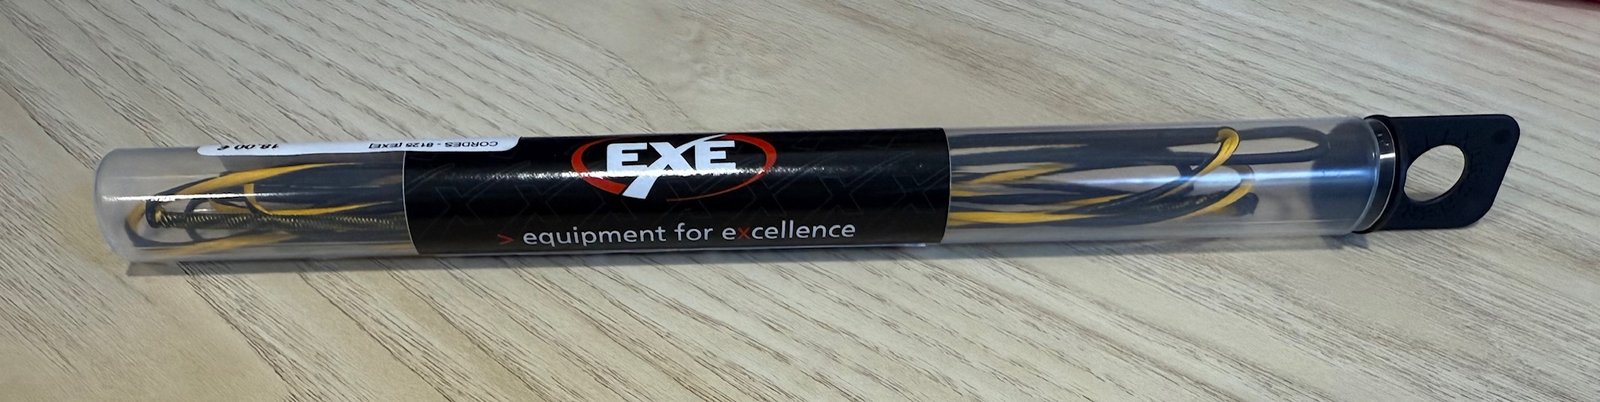 CORDES - 8125 [EXE]
18.00 €
EXE
> equipment for excellence